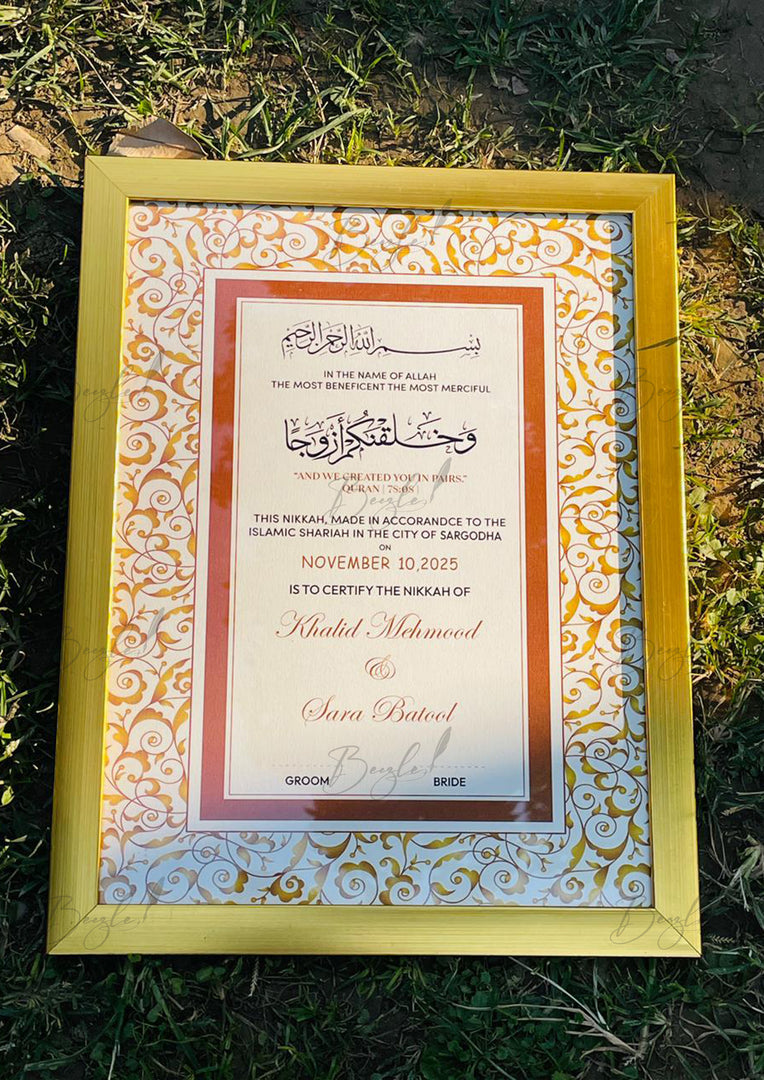 بسم الله الرحمن الرحيم
IN THE NAME OF ALLAH
THE MOST BENEFICENT THE MOST MERCIFUL
وَخَلَقْنَٰكُمْ أَزْوَٰجًا
"AND WE CREATED YOU IN PAIRS."
QURAN | 78:08 |
THIS NIKKAH, MADE IN ACCORANDCE TO THE
ISLAMIC SHARIAH IN THE CITY OF SARGODHA
ON
NOVEMBER 10,2025
IS TO CERTIFY THE NIKKAH OF
Khalid Mehmood
&
Sara Batool
GROOM BRIDE